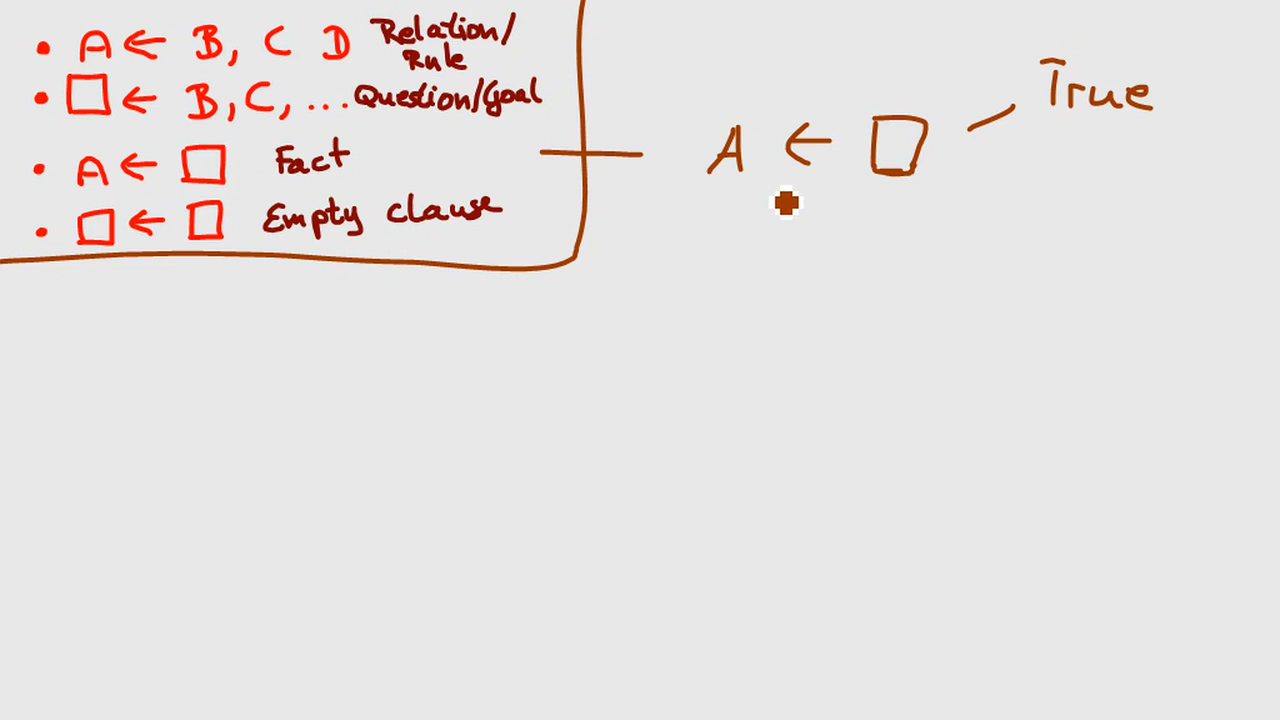 • A ← B, C D Relation/
Rule
• □ ← B, C, ... Question/Goal
• A ← □ Fact
• □ ← □ Empty clause
A ← □
True